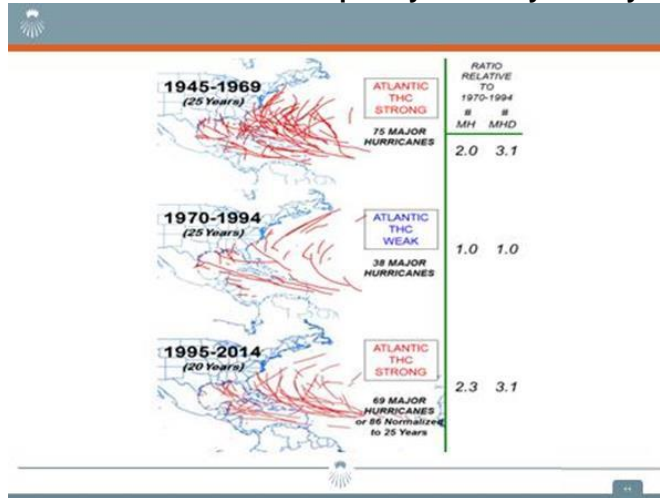 1945-1969
(25 Years)
ATLANTIC
THC
STRONG
75 MAJOR
HURRICANES
RATIO
RELATIVE
TO
1970-1994
# #
MH MHD
2.0 3.1
1970-1994
(25 Years)
ATLANTIC
THC
WEAK
38 MAJOR
HURRICANES
1.0 1.0
1995-2014
(20 Years)
ATLANTIC
THC
STRONG
69 MAJOR
HURRICANES
or 86 Normalized
to 25 Years
2.3 3.1